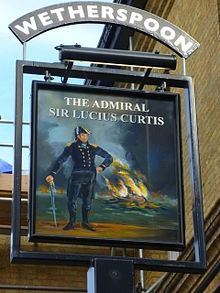 WETHERSPOON
THE ADMIRAL
SIR LUCIUS CURTIS